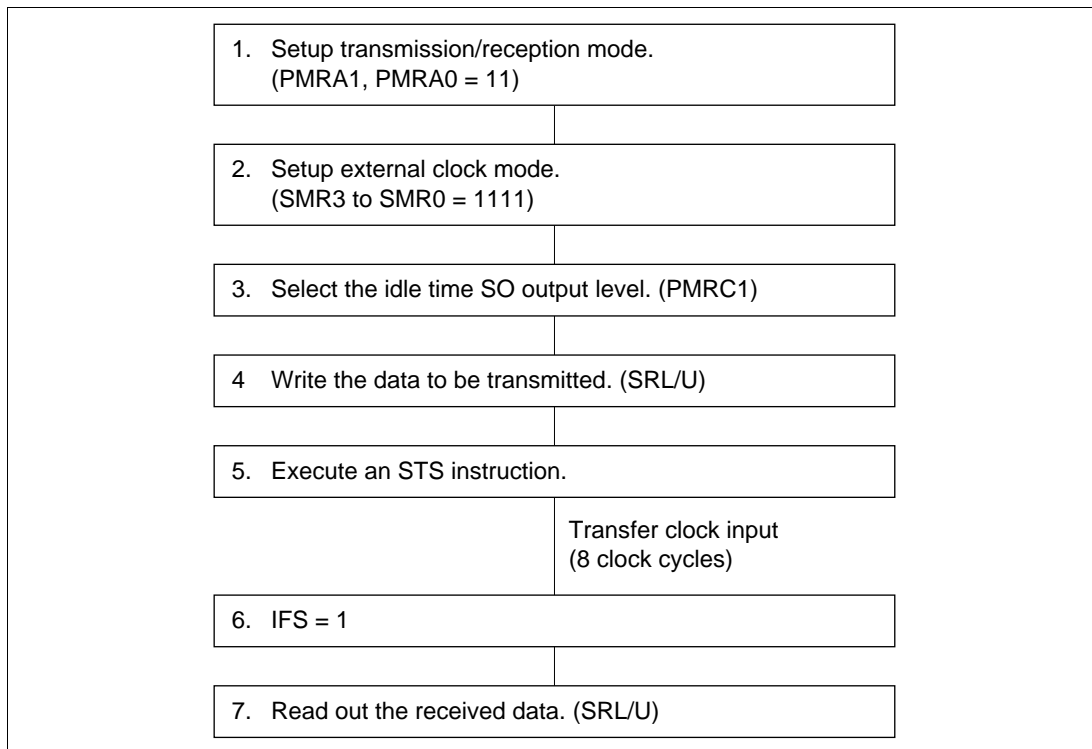 1. Setup transmission/reception mode.
(PMRA1, PMRA0 = 11)
2. Setup external clock mode.
(SMR3 to SMR0 = 1111)
3. Select the idle time SO output level. (PMRC1)
4 Write the data to be transmitted. (SRL/U)
5. Execute an STS instruction.
Transfer clock input
(8 clock cycles)
6. IFS = 1
7. Read out the received data. (SRL/U)